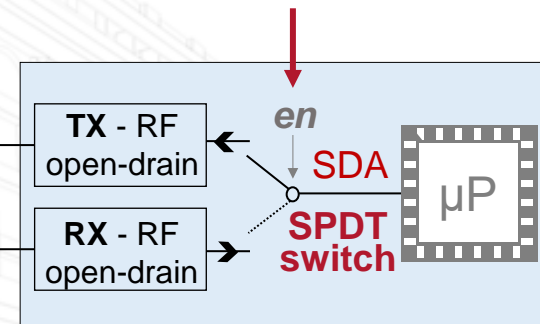 TX - RF
open-drain
en
SDA
µP
RX - RF
open-drain
SPDT
switch